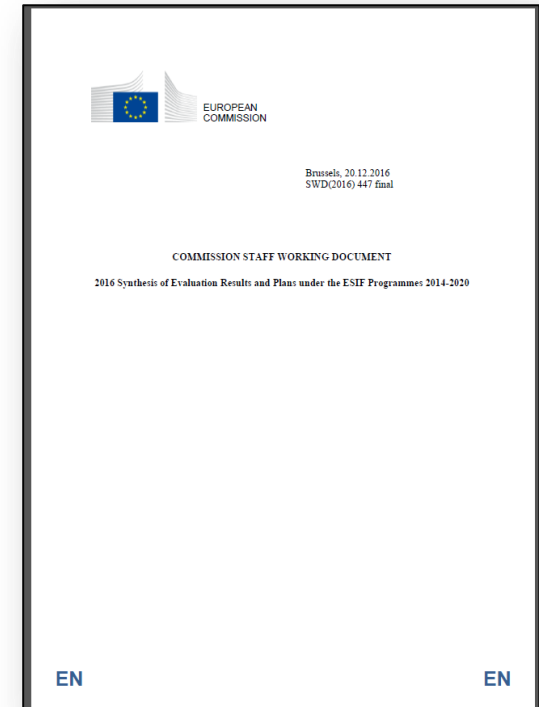 EUROPEAN
COMMISSION
Brussels, 20.12.2016
SWD(2016) 447 final
COMMISSION STAFF WORKING DOCUMENT
2016 Synthesis of Evaluation Results and Plans under the ESIF Programmes 2014-2020
EN EN